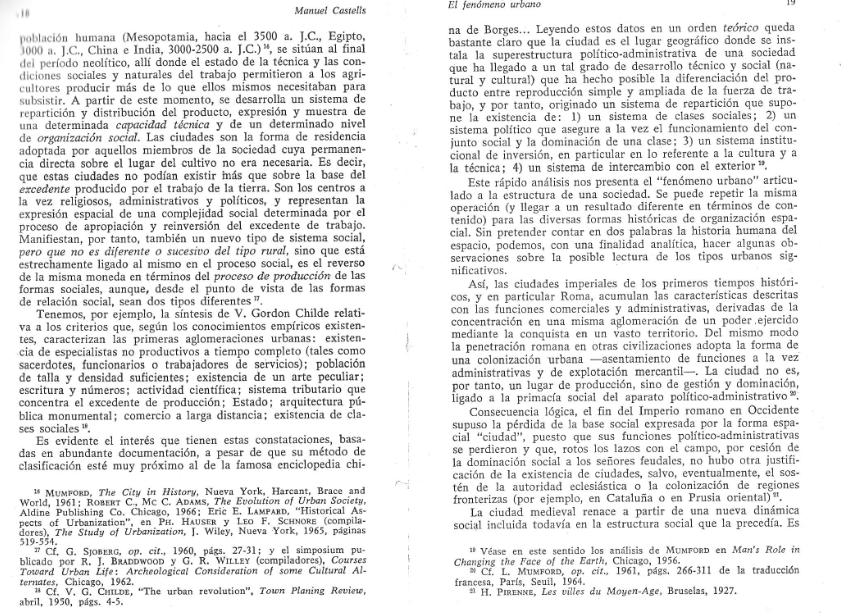 18 Manuel Castells
población humana (Mesopotamia, hacia el 3500 a. J.C., Egipto,
3000 a. J.C., China e India, 3000-2500 a. J.C.) 16, se sitúan al final
del período neolítico, allí donde el estado de la técnica y las con-
diciones sociales y naturales del trabajo permitieron a los agri-
cultores producir más de lo que ellos mismos necesitaban para
subsistir. A partir de este momento, se desarrolla un sistema de
repartición y distribución del producto, expresión y muestra de
una determinada capacidad técnica y de un determinado nivel
de organización social. Las ciudades son la forma de residencia
adoptada por aquellos miembros de la sociedad cuya permanen-
cia directa sobre el lugar del cultivo no era necesaria. Es decir,
que estas ciudades no podían existir más que sobre la base del
excedente producido por el trabajo de la tierra. Son los centros a
la vez religiosos, administrativos y políticos, y representan la
expresión espacial de una complejidad social determinada por el
proceso de apropiación y reinversión del excedente de trabajo.
Manifiestan, por tanto, también un nuevo tipo de sistema social,
pero que no es diferente o sucesivo del tipo rural, sino que está
estrechamente ligado al mismo en el proceso social, es el reverso
de la misma moneda en términos del proceso de producción de las
formas sociales, aunque, desde el punto de vista de las formas
de relación social, sean dos tipos diferentes 17.
Tenemos, por ejemplo, la síntesis de V. Gordon Childe relati-
va a los criterios que, según los conocimientos empíricos existen-
tes, caracterizan las primeras aglomeraciones urbanas: existen-
cia de especialistas no productivos a tiempo completo (tales como
sacerdotes, funcionarios o trabajadores de servicios); población
de talla y densidad suficientes; existencia de un arte peculiar;
escritura y números; actividad científica; sistema tributario que
concentra el excedente de producción; Estado; arquitectura pú-
blica monumental; comercio a larga distancia; existencia de cla-
ses sociales 18.
Es evidente el interés que tienen estas constataciones, basa-
das en abundante documentación, a pesar de que su método de
clasificación esté muy próximo al de la famosa enciclopedia chi-
16 MUMFORD, The City in History, Nueva York, Harcant, Brace and
World, 1961; ROBERT C., Mc C. ADAMS, The Evolution of Urban Society,
Aldine Publishing Co. Chicago, 1966; Eric E. LAMPARD, "Historical As-
pects of Urbanization", en PH. HAUSER y LEO F. SCHNORE (compila-
dores), The Study of Urbanization, J. Wiley, Nueva York, 1965, páginas
519-554.
17 Cf. G. SJOBERG, op. cit., 1960, págs. 27-31; y el simposium pu-
blicado por R. J. BRADDWOOD y G. R. WILLEY (compiladores), Courses
Toward Urban Life: Archeological Consideration of some Cultural Al-
ternates, Chicago, 1962.
18 Cf. V. G. CHILDE, "The urban revolution", Town Planing Review,
abril, 1950, págs. 4-5.
El fenómeno urbano 19
na de Borges... Leyendo estos datos en un orden teórico queda
bastante claro que la ciudad es el lugar geográfico donde se ins-
tala la superestructura político-administrativa de una sociedad
que ha llegado a un tal grado de desarrollo técnico y social (na-
tural y cultural) que ha hecho posible la diferenciación del pro-
ducto entre reproducción simple y ampliada de la fuerza de tra-
bajo, y por tanto, originado un sistema de repartición que supo-
ne la existencia de: 1) un sistema de clases sociales; 2) un
sistema político que asegure a la vez el funcionamiento del con-
junto social y la dominación de una clase; 3) un sistema institu-
cional de inversión, en particular en lo referente a la cultura y a
la técnica; 4) un sistema de intercambio con el exterior 19.
Este rápido análisis nos presenta el "fenómeno urbano" articu-
lado a la estructura de una sociedad. Se puede repetir la misma
operación (y llegar a un resultado diferente en términos de con-
tenido) para las diversas formas históricas de organización espa-
cial. Sin pretender contar en dos palabras la historia humana del
espacio, podemos, con una finalidad analítica, hacer algunas ob-
servaciones sobre la posible lectura de los tipos urbanos sig-
nificativos.
Así, las ciudades imperiales de los primeros tiempos históri-
cos, y en particular Roma, acumulan las características descritas
con las funciones comerciales y administrativas, derivadas de la
concentración en una misma aglomeración de un poder ejercido
mediante la conquista en un vasto territorio. Del mismo modo
la penetración romana en otras civilizaciones adopta la forma de
una colonización urbana —asentamiento de funciones a la vez
administrativas y de explotación mercantil—. La ciudad no es,
por tanto, un lugar de producción, sino de gestión y dominación,
ligado a la primacía social del aparato político-administrativo 20.
Consecuencia lógica, el fin del Imperio romano en Occidente
supuso la pérdida de la base social expresada por la forma espa-
cial "ciudad", puesto que sus funciones político-administrativas
se perdieron y que, rotos los lazos con el campo, por cesión de
la dominación social a los señores feudales, no hubo otra justifi-
cación de la existencia de ciudades, salvo, eventualmente, el sos-
tén de la autoridad eclesiástica o la colonización de regiones
fronterizas (por ejemplo, en Cataluña o en Prusia oriental) 21.
La ciudad medieval renace a partir de una nueva dinámica
social incluida todavía en la estructura social que la precedía. Es
19 Véase en este sentido los análisis de MUMFORD en Man's Role in
Changing the Face of the Earth, Chicago, 1956.
20 Cf. L. MUMFORD, op. cit., 1961, págs. 266-311 de la traducción
francesa, París, Seuil, 1964.
21 H. PIRENNE, Les villes du Moyen-Age, Bruselas, 1927.